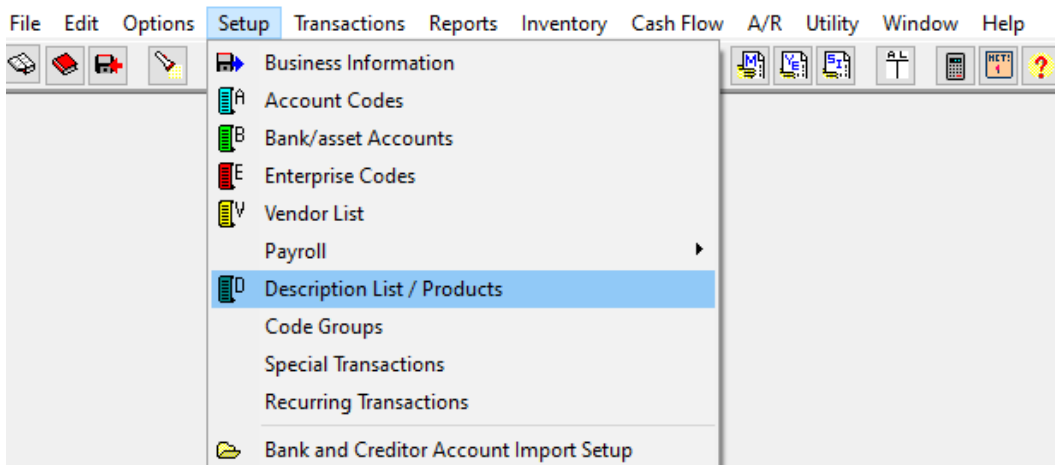 File Edit Options Setup Transactions Reports Inventory Cash Flow A/R Utility Window Help
Business Information
A Account Codes
B Bank/asset Accounts
E Enterprise Codes
V Vendor List
Payroll
D Description List / Products
Code Groups
Special Transactions
Recurring Transactions
Bank and Creditor Account Import Setup